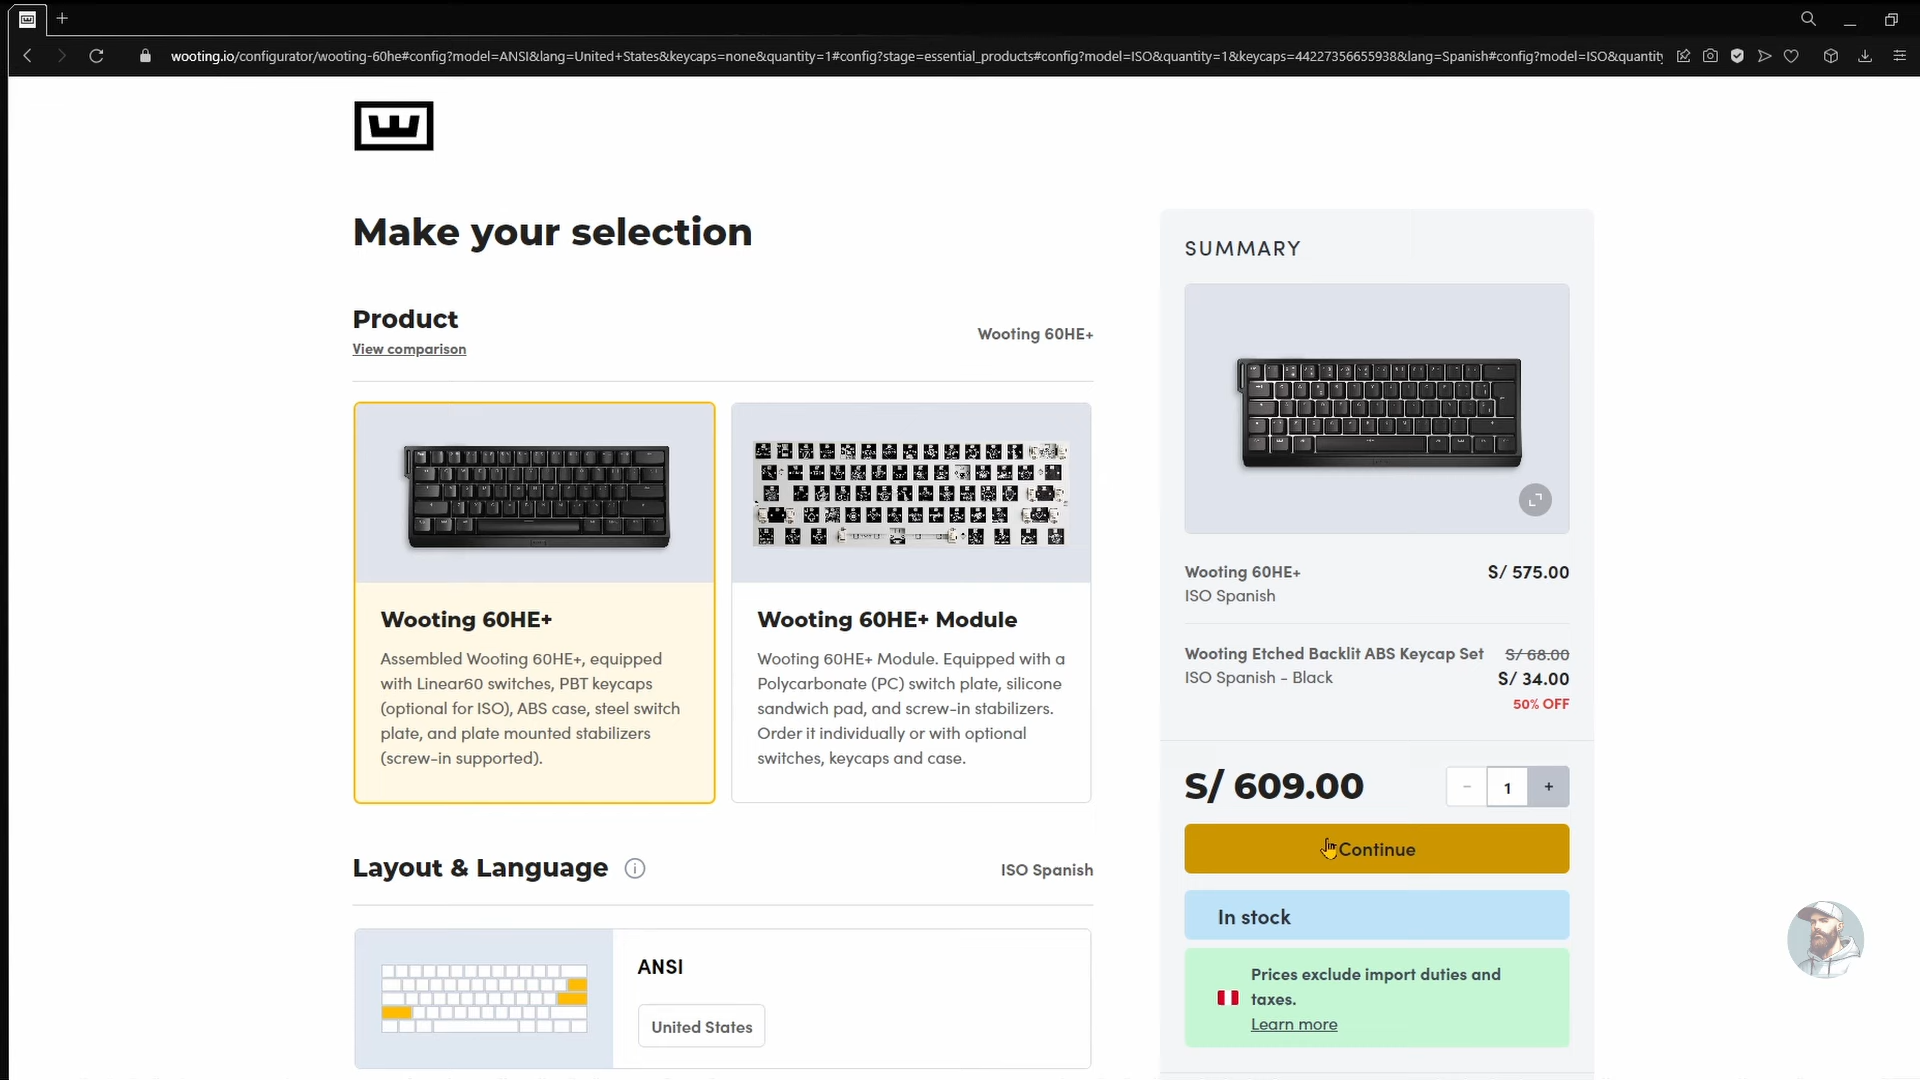 wooting.io/configurator/wooting-60he#config?model=ANSI&lang=United+States&keycaps=none&quantity=1#config?stage=essential_products#config?model=ISO&quantity=1&keycaps=44227356655938&lang=Spanish#config?model=ISO&quantity
Make your selection
Product
View comparison
Wooting 60HE+
Wooting 60HE+
Assembled Wooting 60HE+, equipped
with Linear60 switches, PBT keycaps
(optional for ISO), ABS case, steel switch
plate, and plate mounted stabilizers
(screw-in supported).
Wooting 60HE+ Module
Wooting 60HE+ Module. Equipped with a
Polycarbonate (PC) switch plate, silicone
sandwich pad, and screw-in stabilizers.
Order it individually or with optional
switches, keycaps and case.
Layout & Language
ISO Spanish
ANSI
United States
SUMMARY
Wooting 60HE+ S/ 575.00
ISO Spanish
Wooting Etched Backlit ABS Keycap Set S/ 68.00
ISO Spanish - Black S/ 34.00
50% OFF
S/ 609.00
− 1 +
Continue
In stock
Prices exclude import duties and
taxes.
Learn more